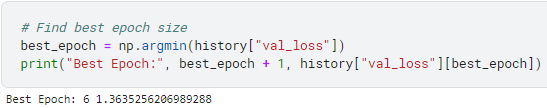 # Find best epoch size
best_epoch = np.argmin(history["val_loss"])
print("Best Epoch:", best_epoch + 1, history["val_loss"][best_epoch])
Best Epoch: 6 1.3635256206989288